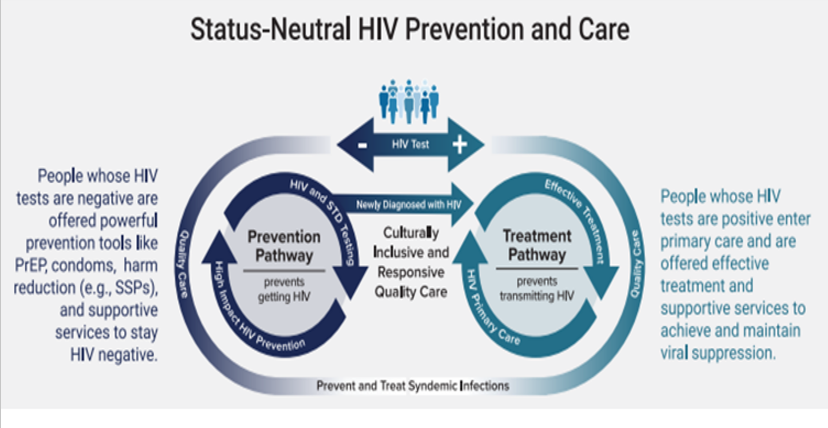 Status-Neutral HIV Prevention and Care
- HIV Test +
People whose HIV
tests are negative are
offered powerful
prevention tools like
PrEP, condoms, harm
reduction (e.g., SSPs),
and supportive
services to stay
HIV negative.
Quality Care
HIV and STD Testing
High Impact HIV Prevention
Prevention
Pathway
prevents
getting HIV
Newly Diagnosed with HIV
Culturally
Inclusive and
Responsive
Quality Care
Effective Treatment
HIV Primary Care
Treatment
Pathway
prevents
transmitting HIV
Quality Care
People whose HIV
tests are positive enter
primary care and are
offered effective
treatment and
supportive services to
achieve and maintain
viral suppression.
Prevent and Treat Syndemic Infections